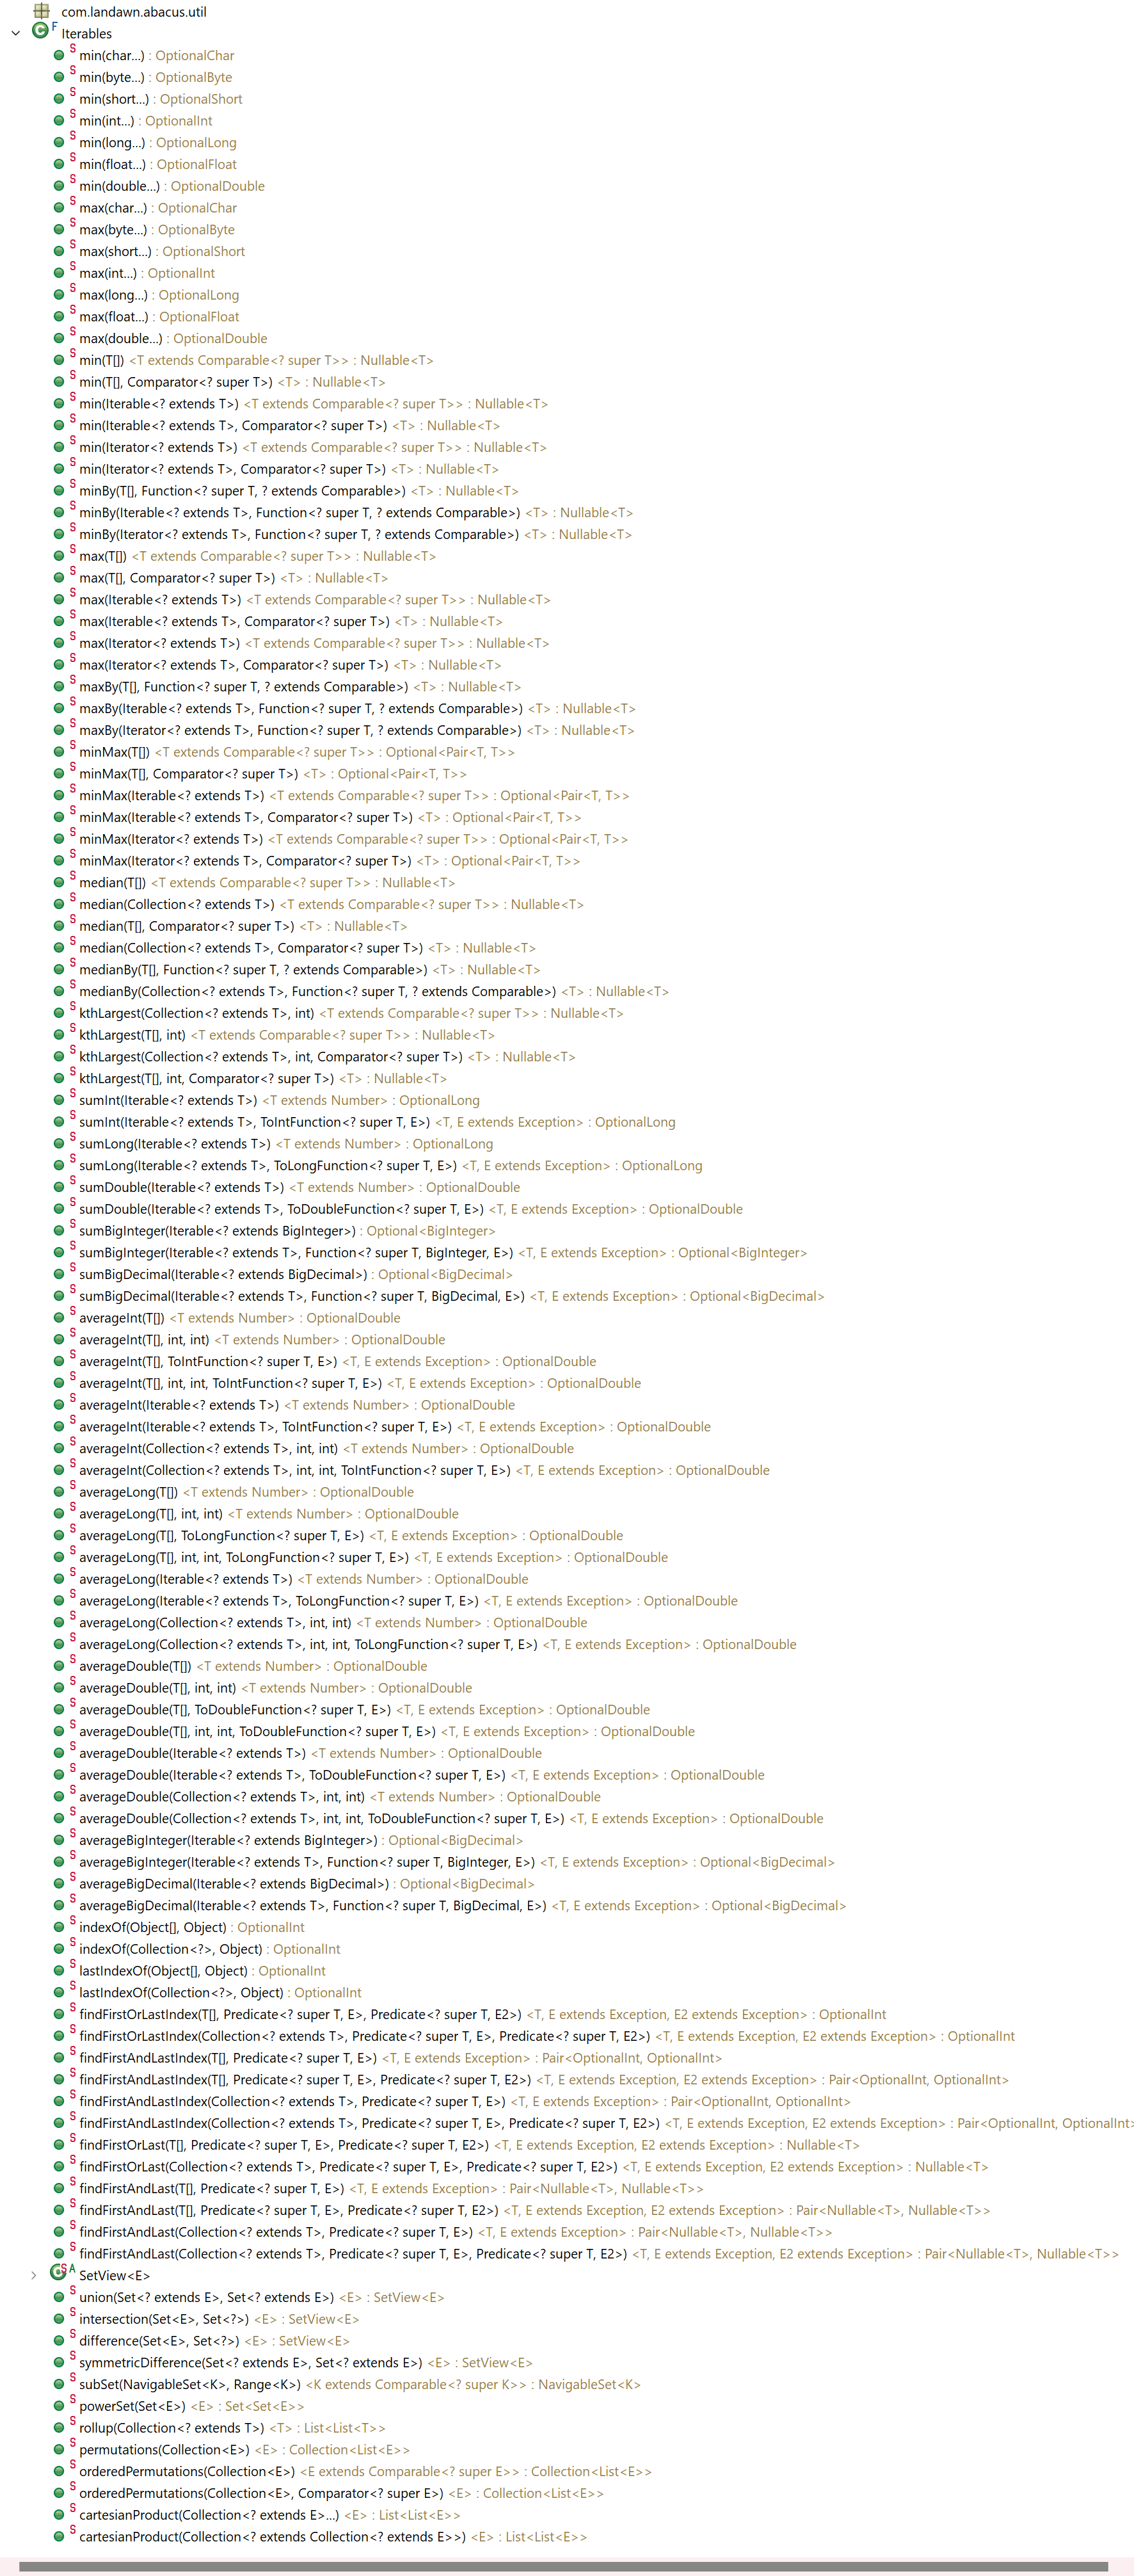 com.landawn.abacus.util
F
Iterables
S min(char...) : OptionalChar
S min(byte...) : OptionalByte
S min(short...) : OptionalShort
S min(int...) : OptionalInt
S min(long...) : OptionalLong
S min(float...) : OptionalFloat
S min(double...) : OptionalDouble
S max(char...) : OptionalChar
S max(byte...) : OptionalByte
S max(short...) : OptionalShort
S max(int...) : OptionalInt
S max(long...) : OptionalLong
S max(float...) : OptionalFloat
S max(double...) : OptionalDouble
S min(T[]) <T extends Comparable<? super T>> : Nullable<T>
S min(T[], Comparator<? super T>) <T> : Nullable<T>
S min(Iterable<? extends T>) <T extends Comparable<? super T>> : Nullable<T>
S min(Iterable<? extends T>, Comparator<? super T>) <T> : Nullable<T>
S min(Iterator<? extends T>) <T extends Comparable<? super T>> : Nullable<T>
S min(Iterator<? extends T>, Comparator<? super T>) <T> : Nullable<T>
S minBy(T[], Function<? super T, ? extends Comparable>) <T> : Nullable<T>
S minBy(Iterable<? extends T>, Function<? super T, ? extends Comparable>) <T> : Nullable<T>
S minBy(Iterator<? extends T>, Function<? super T, ? extends Comparable>) <T> : Nullable<T>
S max(T[]) <T extends Comparable<? super T>> : Nullable<T>
S max(T[], Comparator<? super T>) <T> : Nullable<T>
S max(Iterable<? extends T>) <T extends Comparable<? super T>> : Nullable<T>
S max(Iterable<? extends T>, Comparator<? super T>) <T> : Nullable<T>
S max(Iterator<? extends T>) <T extends Comparable<? super T>> : Nullable<T>
S max(Iterator<? extends T>, Comparator<? super T>) <T> : Nullable<T>
S maxBy(T[], Function<? super T, ? extends Comparable>) <T> : Nullable<T>
S maxBy(Iterable<? extends T>, Function<? super T, ? extends Comparable>) <T> : Nullable<T>
S maxBy(Iterator<? extends T>, Function<? super T, ? extends Comparable>) <T> : Nullable<T>
S minMax(T[]) <T extends Comparable<? super T>> : Optional<Pair<T, T>>
S minMax(T[], Comparator<? super T>) <T> : Optional<Pair<T, T>>
S minMax(Iterable<? extends T>) <T extends Comparable<? super T>> : Optional<Pair<T, T>>
S minMax(Iterable<? extends T>, Comparator<? super T>) <T> : Optional<Pair<T, T>>
S minMax(Iterator<? extends T>) <T extends Comparable<? super T>> : Optional<Pair<T, T>>
S minMax(Iterator<? extends T>, Comparator<? super T>) <T> : Optional<Pair<T, T>>
S median(T[]) <T extends Comparable<? super T>> : Nullable<T>
S median(Collection<? extends T>) <T extends Comparable<? super T>> : Nullable<T>
S median(T[], Comparator<? super T>) <T> : Nullable<T>
S median(Collection<? extends T>, Comparator<? super T>) <T> : Nullable<T>
S medianBy(T[], Function<? super T, ? extends Comparable>) <T> : Nullable<T>
S medianBy(Collection<? extends T>, Function<? super T, ? extends Comparable>) <T> : Nullable<T>
S kthLargest(Collection<? extends T>, int) <T extends Comparable<? super T>> : Nullable<T>
S kthLargest(T[], int) <T extends Comparable<? super T>> : Nullable<T>
S kthLargest(Collection<? extends T>, int, Comparator<? super T>) <T> : Nullable<T>
S kthLargest(T[], int, Comparator<? super T>) <T> : Nullable<T>
S sumInt(Iterable<? extends T>) <T extends Number> : OptionalLong
S sumInt(Iterable<? extends T>, ToIntFunction<? super T, E>) <T, E extends Exception> : OptionalLong
S sumLong(Iterable<? extends T>) <T extends Number> : OptionalLong
S sumLong(Iterable<? extends T>, ToLongFunction<? super T, E>) <T, E extends Exception> : OptionalLong
S sumDouble(Iterable<? extends T>) <T extends Number> : OptionalDouble
S sumDouble(Iterable<? extends T>, ToDoubleFunction<? super T, E>) <T, E extends Exception> : OptionalDouble
S sumBigInteger(Iterable<? extends BigInteger>) : Optional<BigInteger>
S sumBigInteger(Iterable<? extends T>, Function<? super T, BigInteger, E>) <T, E extends Exception> : Optional<BigInteger>
S sumBigDecimal(Iterable<? extends BigDecimal>) : Optional<BigDecimal>
S sumBigDecimal(Iterable<? extends T>, Function<? super T, BigDecimal, E>) <T, E extends Exception> : Optional<BigDecimal>
S averageInt(T[]) <T extends Number> : OptionalDouble
S averageInt(T[], int, int) <T extends Number> : OptionalDouble
S averageInt(T[], ToIntFunction<? super T, E>) <T, E extends Exception> : OptionalDouble
S averageInt(T[], int, int, ToIntFunction<? super T, E>) <T, E extends Exception> : OptionalDouble
S averageInt(Iterable<? extends T>) <T extends Number> : OptionalDouble
S averageInt(Iterable<? extends T>, ToIntFunction<? super T, E>) <T, E extends Exception> : OptionalDouble
S averageInt(Collection<? extends T>, int, int) <T extends Number> : OptionalDouble
S averageInt(Collection<? extends T>, int, int, ToIntFunction<? super T, E>) <T, E extends Exception> : OptionalDouble
S averageLong(T[]) <T extends Number> : OptionalDouble
S averageLong(T[], int, int) <T extends Number> : OptionalDouble
S averageLong(T[], ToLongFunction<? super T, E>) <T, E extends Exception> : OptionalDouble
S averageLong(T[], int, int, ToLongFunction<? super T, E>) <T, E extends Exception> : OptionalDouble
S averageLong(Iterable<? extends T>) <T extends Number> : OptionalDouble
S averageLong(Iterable<? extends T>, ToLongFunction<? super T, E>) <T, E extends Exception> : OptionalDouble
S averageLong(Collection<? extends T>, int, int) <T extends Number> : OptionalDouble
S averageLong(Collection<? extends T>, int, int, ToLongFunction<? super T, E>) <T, E extends Exception> : OptionalDouble
S averageDouble(T[]) <T extends Number> : OptionalDouble
S averageDouble(T[], int, int) <T extends Number> : OptionalDouble
S averageDouble(T[], ToDoubleFunction<? super T, E>) <T, E extends Exception> : OptionalDouble
S averageDouble(T[], int, int, ToDoubleFunction<? super T, E>) <T, E extends Exception> : OptionalDouble
S averageDouble(Iterable<? extends T>) <T extends Number> : OptionalDouble
S averageDouble(Iterable<? extends T>, ToDoubleFunction<? super T, E>) <T, E extends Exception> : OptionalDouble
S averageDouble(Collection<? extends T>, int, int) <T extends Number> : OptionalDouble
S averageDouble(Collection<? extends T>, int, int, ToDoubleFunction<? super T, E>) <T, E extends Exception> : OptionalDouble
S averageBigInteger(Iterable<? extends BigInteger>) : Optional<BigDecimal>
S averageBigInteger(Iterable<? extends T>, Function<? super T, BigInteger, E>) <T, E extends Exception> : Optional<BigDecimal>
S averageBigDecimal(Iterable<? extends BigDecimal>) : Optional<BigDecimal>
S averageBigDecimal(Iterable<? extends T>, Function<? super T, BigDecimal, E>) <T, E extends Exception> : Optional<BigDecimal>
S indexOf(Object[], Object) : OptionalInt
S indexOf(Collection<?>, Object) : OptionalInt
S lastIndexOf(Object[], Object) : OptionalInt
S lastIndexOf(Collection<?>, Object) : OptionalInt
S findFirstOrLastIndex(T[], Predicate<? super T, E>, Predicate<? super T, E2>) <T, E extends Exception, E2 extends Exception> : OptionalInt
S findFirstOrLastIndex(Collection<? extends T>, Predicate<? super T, E>, Predicate<? super T, E2>) <T, E extends Exception, E2 extends Exception> : OptionalInt
S findFirstAndLastIndex(T[], Predicate<? super T, E>) <T, E extends Exception> : Pair<OptionalInt, OptionalInt>
S findFirstAndLastIndex(T[], Predicate<? super T, E>, Predicate<? super T, E2>) <T, E extends Exception, E2 extends Exception> : Pair<OptionalInt, OptionalInt>
S findFirstAndLastIndex(Collection<? extends T>, Predicate<? super T, E>) <T, E extends Exception> : Pair<OptionalInt, OptionalInt>
S findFirstAndLastIndex(Collection<? extends T>, Predicate<? super T, E>, Predicate<? super T, E2>) <T, E extends Exception, E2 extends Exception> : Pair<OptionalInt, OptionalInt>
S findFirstOrLast(T[], Predicate<? super T, E>, Predicate<? super T, E2>) <T, E extends Exception, E2 extends Exception> : Nullable<T>
S findFirstOrLast(Collection<? extends T>, Predicate<? super T, E>, Predicate<? super T, E2>) <T, E extends Exception, E2 extends Exception> : Nullable<T>
S findFirstAndLast(T[], Predicate<? super T, E>) <T, E extends Exception> : Pair<Nullable<T>, Nullable<T>>
S findFirstAndLast(T[], Predicate<? super T, E>, Predicate<? super T, E2>) <T, E extends Exception, E2 extends Exception> : Pair<Nullable<T>, Nullable<T>>
S findFirstAndLast(Collection<? extends T>, Predicate<? super T, E>) <T, E extends Exception> : Pair<Nullable<T>, Nullable<T>>
S findFirstAndLast(Collection<? extends T>, Predicate<? super T, E>, Predicate<? super T, E2>) <T, E extends Exception, E2 extends Exception> : Pair<Nullable<T>, Nullable<T>>
S A SetView<E>
S union(Set<? extends E>, Set<? extends E>) <E> : SetView<E>
S intersection(Set<E>, Set<?>) <E> : SetView<E>
S difference(Set<E>, Set<?>) <E> : SetView<E>
S symmetricDifference(Set<? extends E>, Set<? extends E>) <E> : SetView<E>
S subSet(NavigableSet<K>, Range<K>) <K extends Comparable<? super K>> : NavigableSet<K>
S powerSet(Set<E>) <E> : Set<Set<E>>
S rollup(Collection<? extends T>) <T> : List<List<T>>
S permutations(Collection<E>) <E> : Collection<List<E>>
S orderedPermutations(Collection<E>) <E extends Comparable<? super E>> : Collection<List<E>>
S orderedPermutations(Collection<E>, Comparator<? super E>) <E> : Collection<List<E>>
S cartesianProduct(Collection<? extends E>...) <E> : List<List<E>>
S cartesianProduct(Collection<? extends Collection<? extends E>>) <E> : List<List<E>>